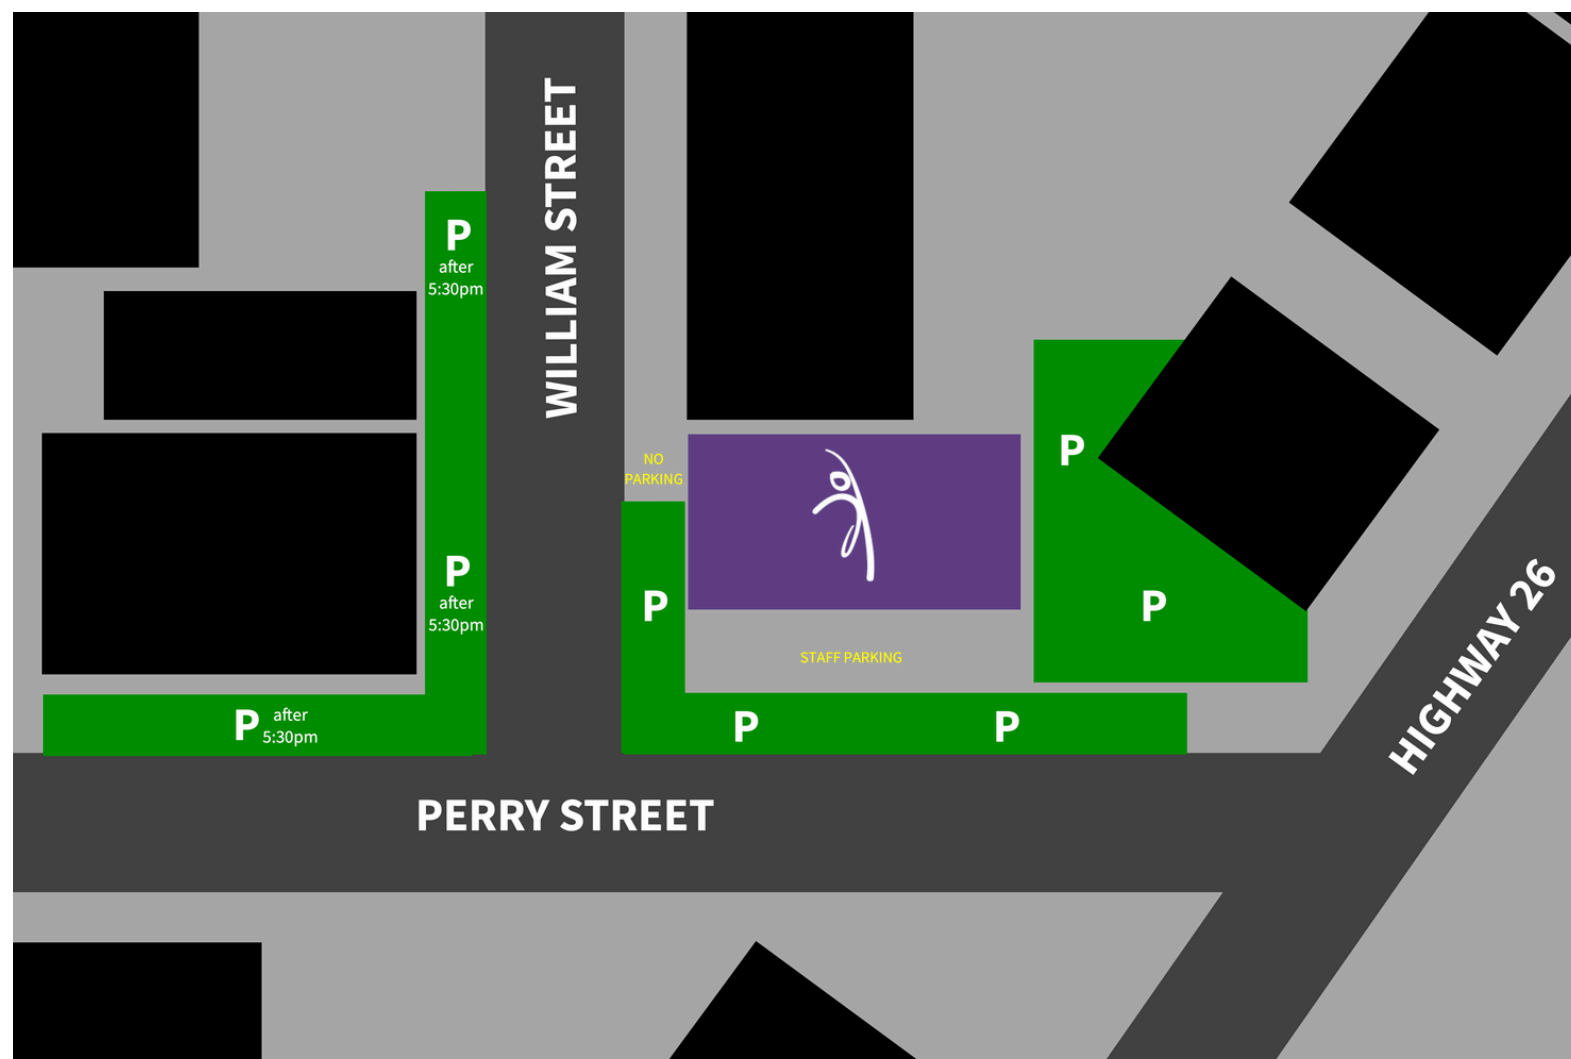 WILLIAM STREET
P
after
5:30pm
NO
PARKING
P
P
after
5:30pm
P
P
STAFF PARKING
HIGHWAY 26
P after
5:30pm
P
P
PERRY STREET